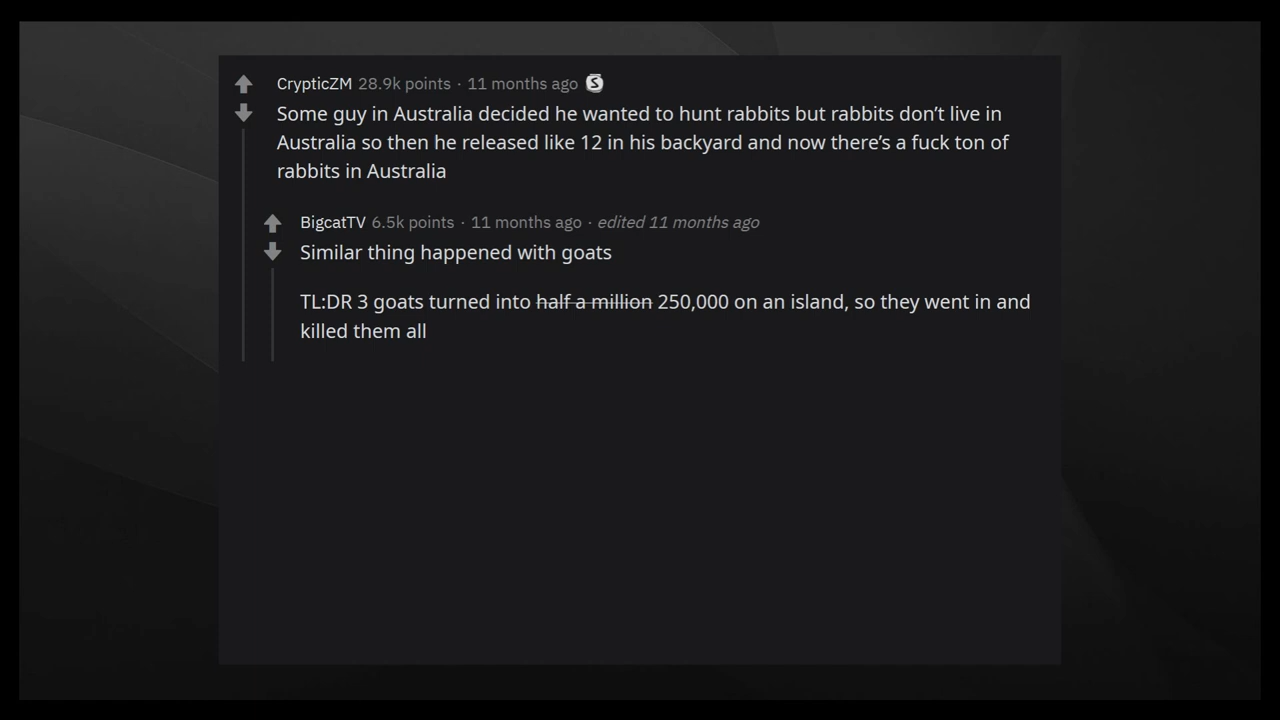 CrypticZM 28.9k points · 11 months ago S
Some guy in Australia decided he wanted to hunt rabbits but rabbits don’t live in
Australia so then he released like 12 in his backyard and now there’s a fuck ton of
rabbits in Australia
BigcatTV 6.5k points · 11 months ago · edited 11 months ago
Similar thing happened with goats
TL:DR 3 goats turned into half a million 250,000 on an island, so they went in and
killed them all